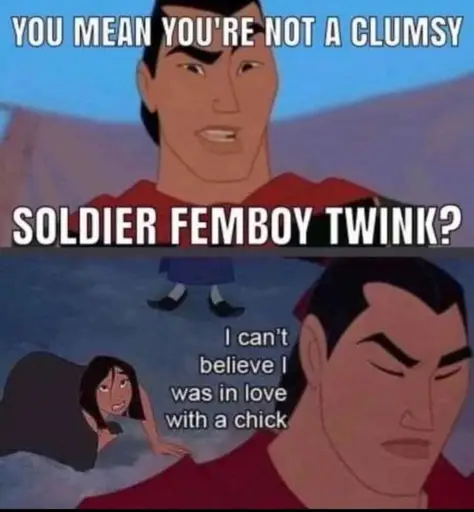 YOU MEAN YOU'RE NOT A CLUMSY
SOLDIER FEMBOY TWINK?
I can't
believe I
was in love
with a chick